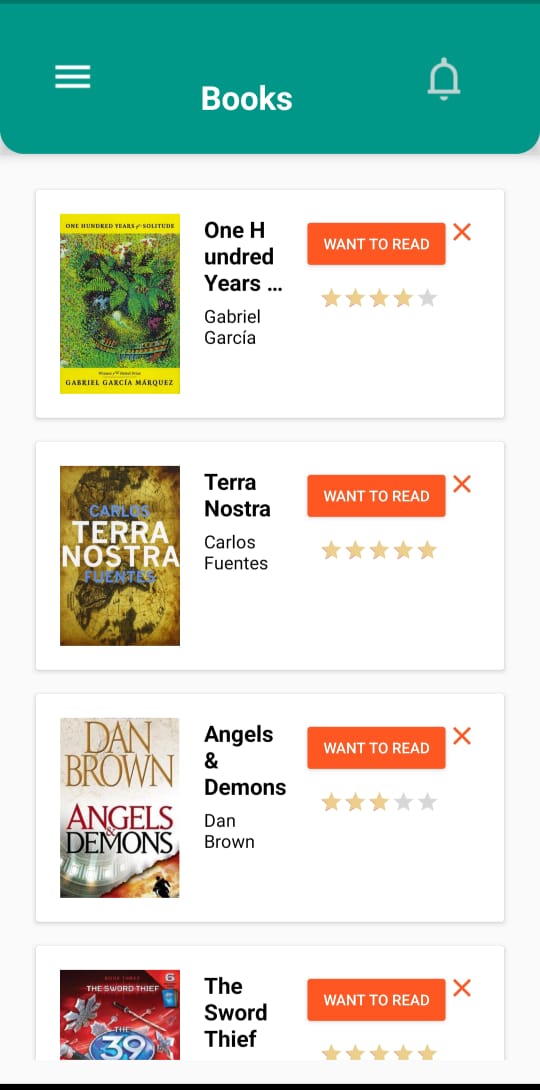 Books
ONE HUNDRED YEARS of SOLITUDE
Winner of the Nobel Prize
GABRIEL GARCÍA MÁRQUEZ
One H
undred
Years ...
Gabriel
García
WANT TO READ
CARLOS
TERRA
NOSTRA
FUENTES
Terra
Nostra
Carlos
Fuentes
WANT TO READ
DAN
BROWN
ANGELS
&
DEMONS
Angels
&
Demons
Dan
Brown
WANT TO READ
BOOK THREE
6
THE SWORD THIEF
THE
39
The
Sword
Thief
WANT TO READ